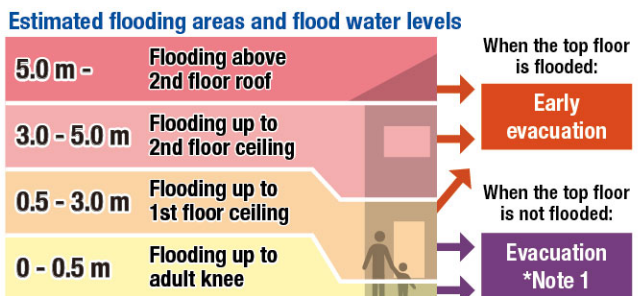 Estimated flooding areas and flood water levels
5.0 m -
Flooding above
2nd floor roof
3.0 - 5.0 m
Flooding up to
2nd floor ceiling
0.5 - 3.0 m
Flooding up to
1st floor ceiling
0 - 0.5 m
Flooding up to
adult knee
When the top floor
is flooded:
Early
evacuation
When the top floor
is not flooded:
Evacuation
*Note 1